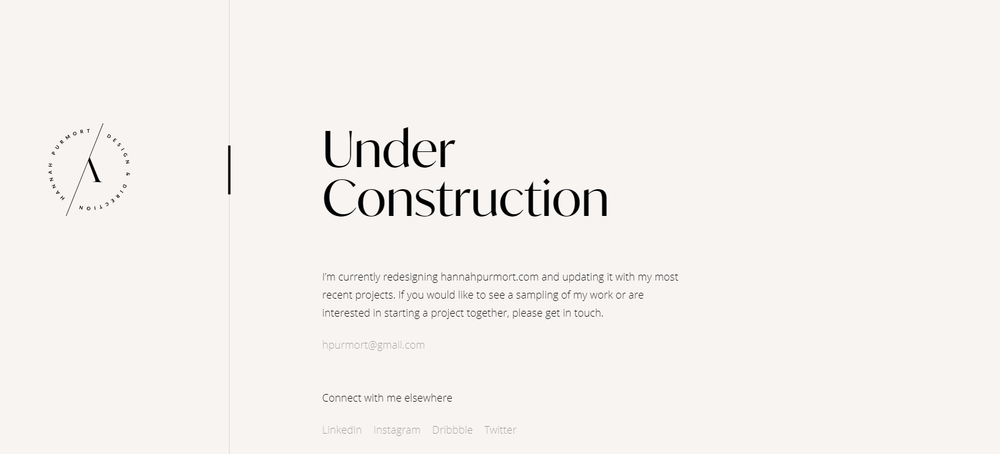 HANNAH PURMORT
DESIGN & DIRECTION
Under
Construction
I’m currently redesigning hannahpurmort.com and updating it with my most
recent projects. If you would like to see a sampling of my work or are
interested in starting a project together, please get in touch.
hpurmort@gmail.com
Connect with me elsewhere
LinkedIn Instagram Dribbble Twitter